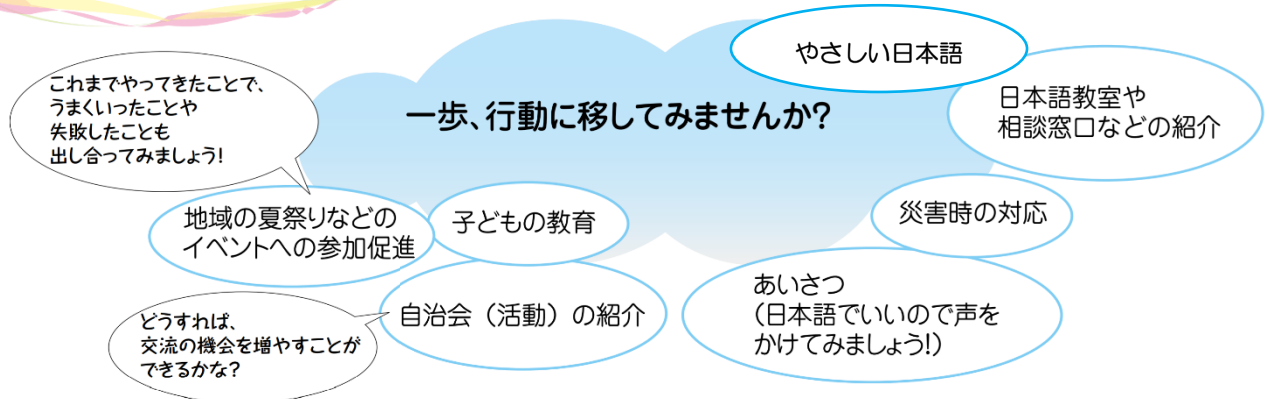 やさしい日本語
これまでやってきたことで、
うまくいったことや
失敗したことも
出し合ってみましょう!
一歩、行動に移してみませんか?
日本語教室や
相談窓口などの紹介
地域の夏祭りなどの
イベントへの参加促進
子どもの教育
災害時の対応
自治会(活動)の紹介
あいさつ
(日本語でいいので声を
かけてみましょう!)
どうすれば、
交流の機会を増やすことが
できるかな?